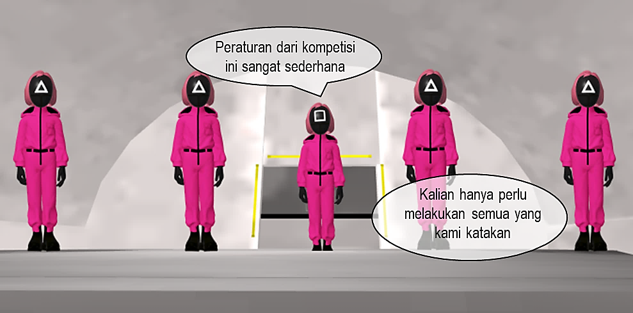 Peraturan dari kompetisi
ini sangat sederhana
Kalian hanya perlu
melakukan semua yang
kami katakan